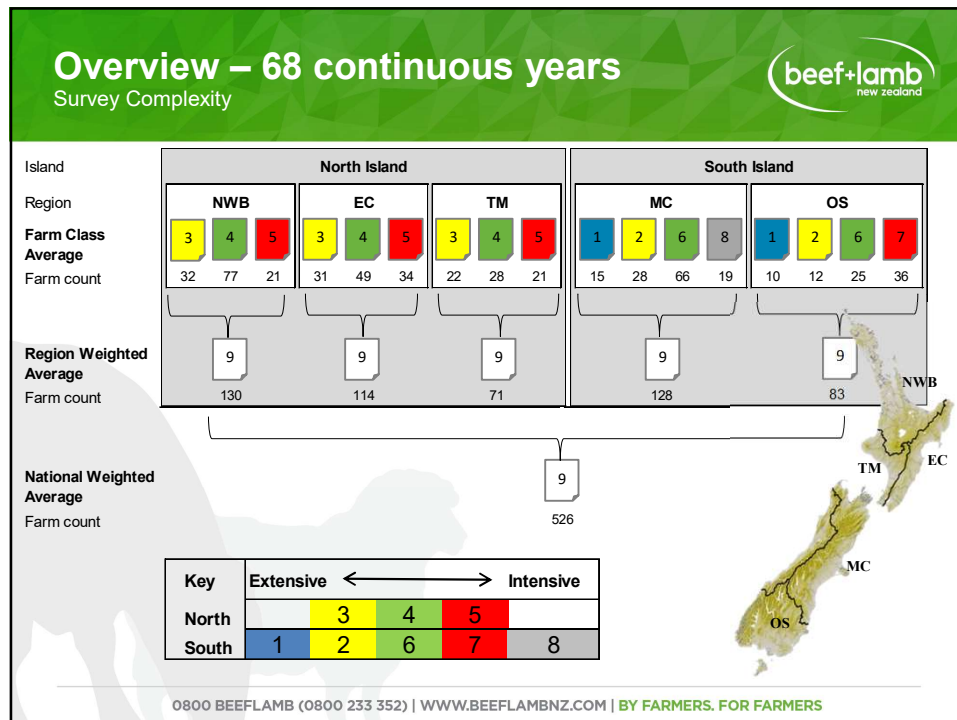 Overview – 68 continuous years
Survey Complexity
beef+lamb
new zealand
Island North Island South Island
Region NWB EC TM MC OS
Farm Class
Average
3 4 5 3 4 5 3 4 5 1 2 6 8 1 2 6 7
Farm count 32 77 21 31 49 34 22 28 21 15 28 66 19 10 12 25 36
Region Weighted
Average
9 9 9 9 9
Farm count 130 114 71 128 83
NWB
EC
TM
National Weighted
Average
9
Farm count 526
MC
OS
Key Extensive Intensive
North 3 4 5
South 1 2 6 7 8
0800 BEEFLAMB (0800 233 352) | WWW.BEEFLAMBNZ.COM | BY FARMERS. FOR FARMERS